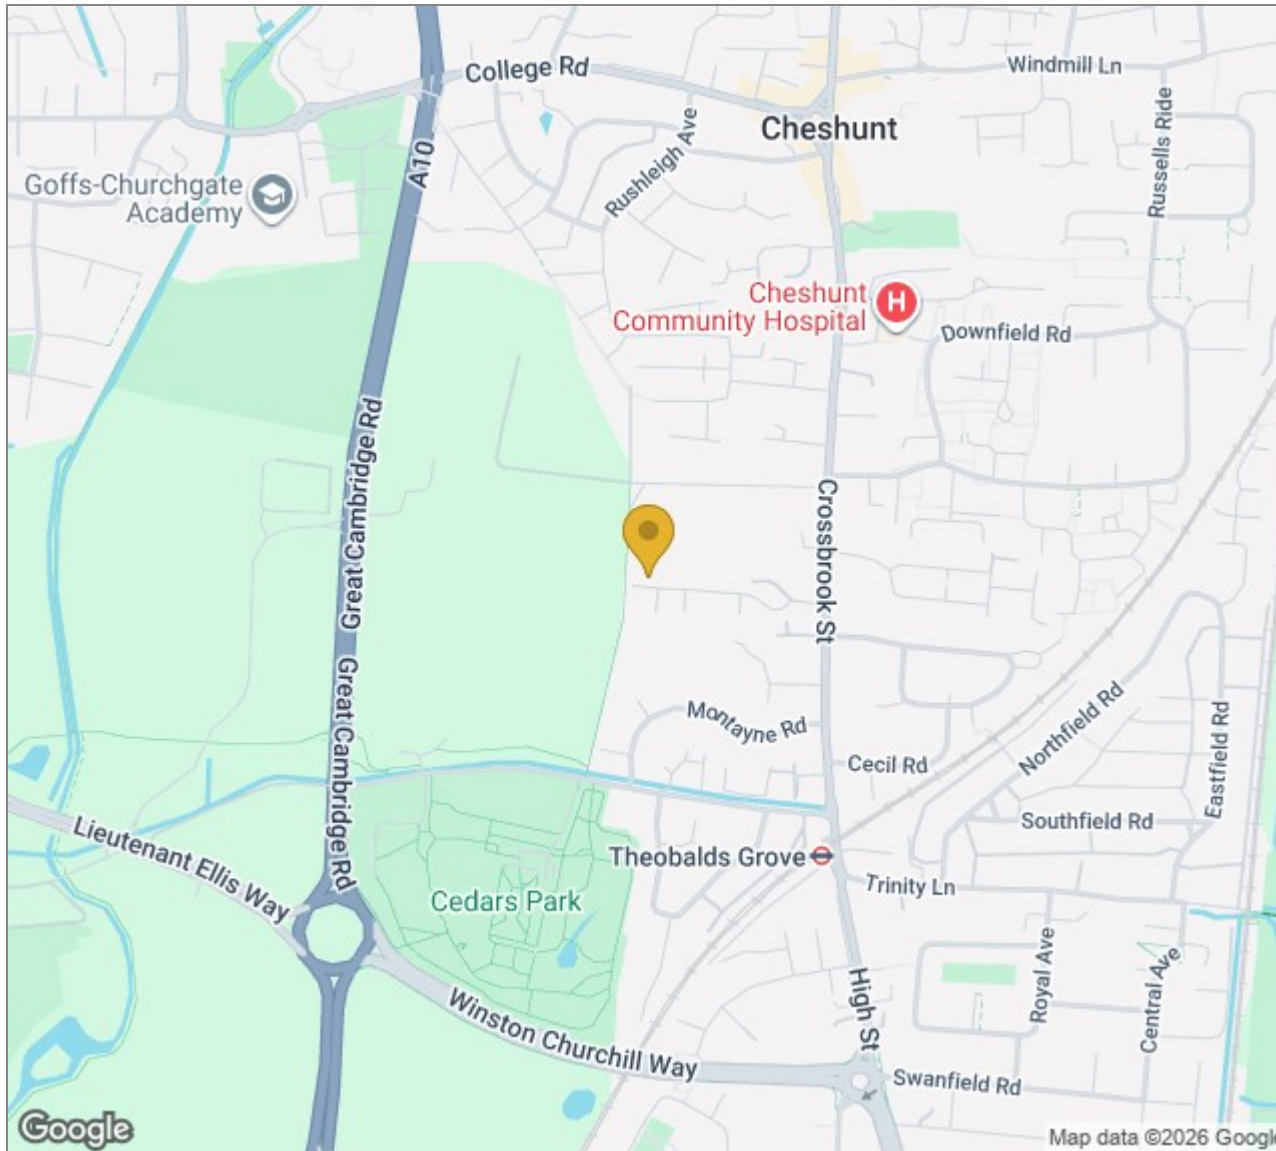 College Rd
Windmill Ln
Cheshunt
A10
Rushleigh Ave
Russells Ride
Goffs-Churchgate
Academy
Cheshunt
Community Hospital
H
Downfield Rd
Great Cambridge Rd
Crossbrook St
Great Cambridge Rd
Montayne Rd
Northfield Rd
Eastfield Rd
Cecil Rd
Southfield Rd
Lieutenant Ellis Way
Theobalds Grove
Trinity Ln
Cedars Park
Royal Ave
Central Ave
High St
Winston Churchill Way
Swanfield Rd
Google
Map data ©2026 Google